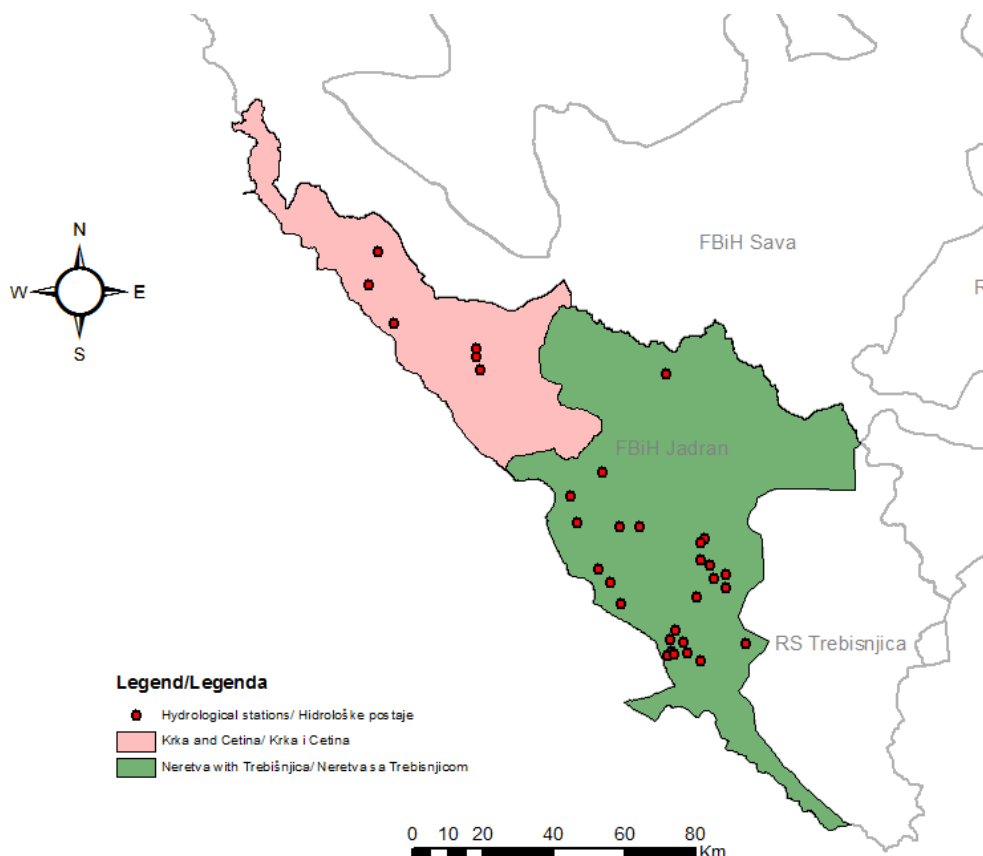 N
W E
S
FBiH Sava
R
FBiH Jadran
RS Trebisnjica
Legend/Legenda
Hydrological stations/ Hidrološke postaje
Krka and Cetina/ Krka i Cetina
Neretva with Trebišnjica/ Neretva sa Trebisnjicom
0 10 20 40 60 80
Km